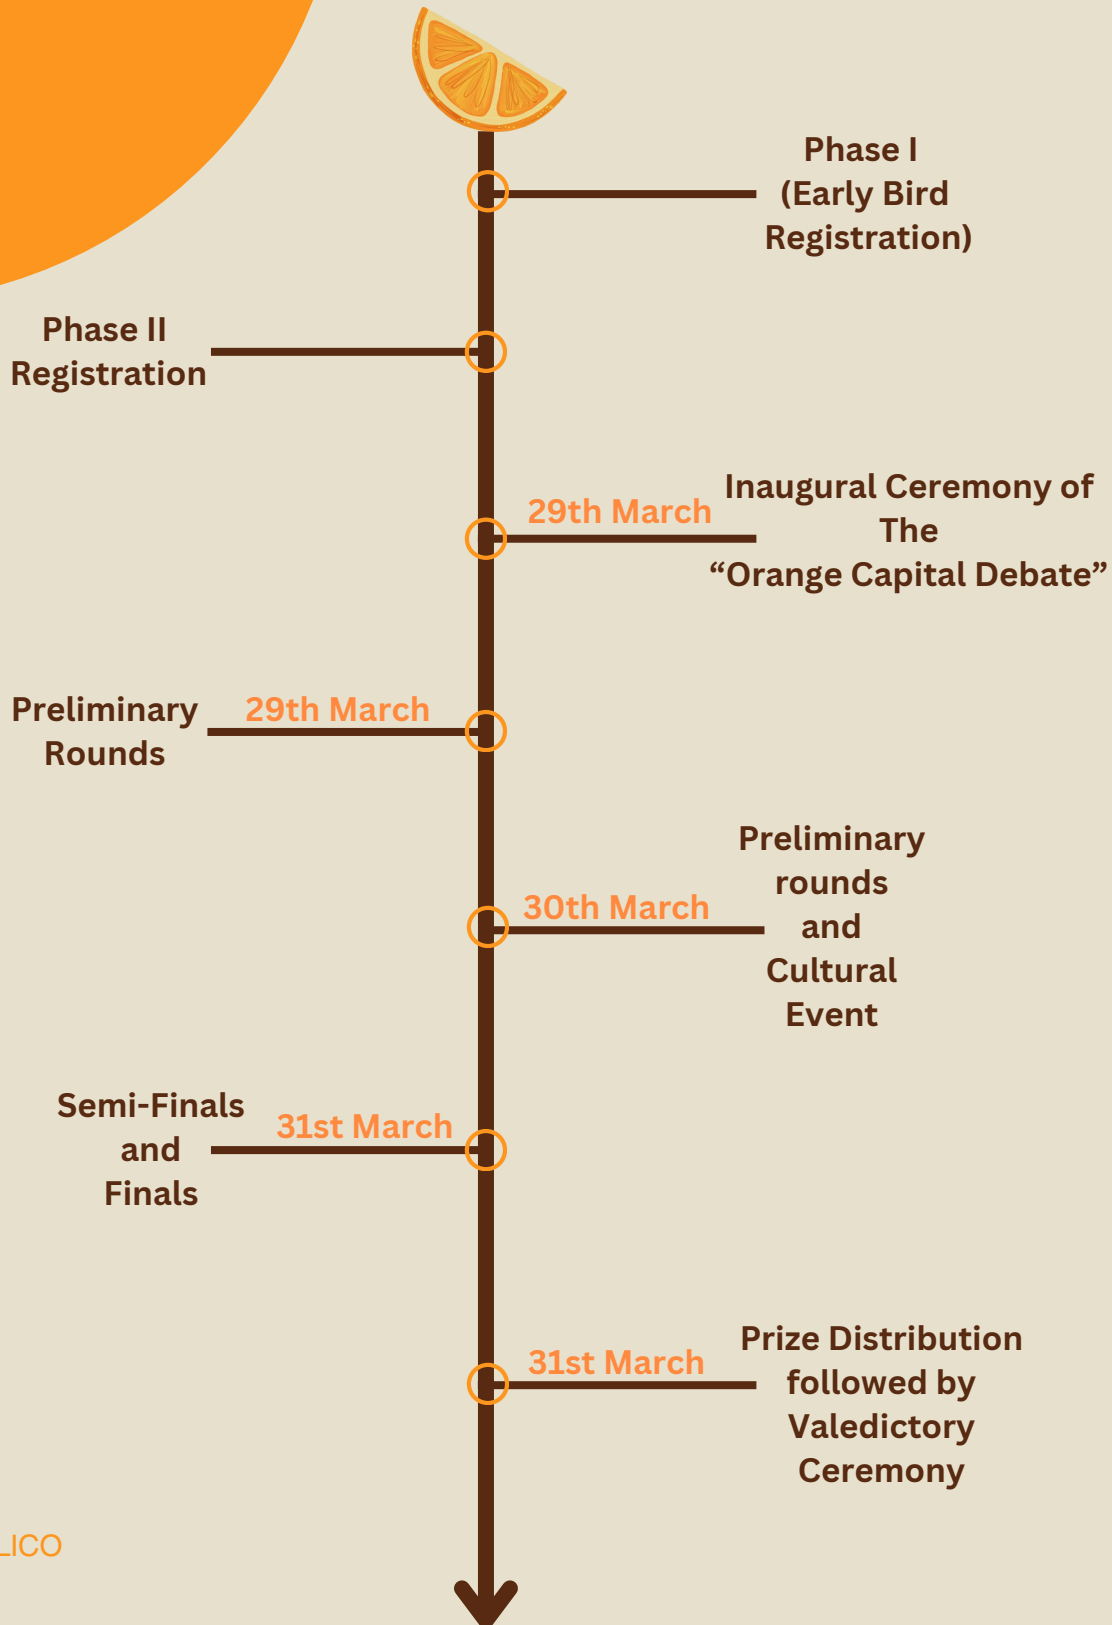 Phase I
(Early Bird
Registration)
Phase II
Registration
29th March
Inaugural Ceremony of
The
“Orange Capital Debate”
Preliminary
Rounds
29th March
30th March
Preliminary
rounds
and
Cultural
Event
Semi-Finals
and
Finals
31st March
31st March
Prize Distribution
followed by
Valedictory
Ceremony
LICO